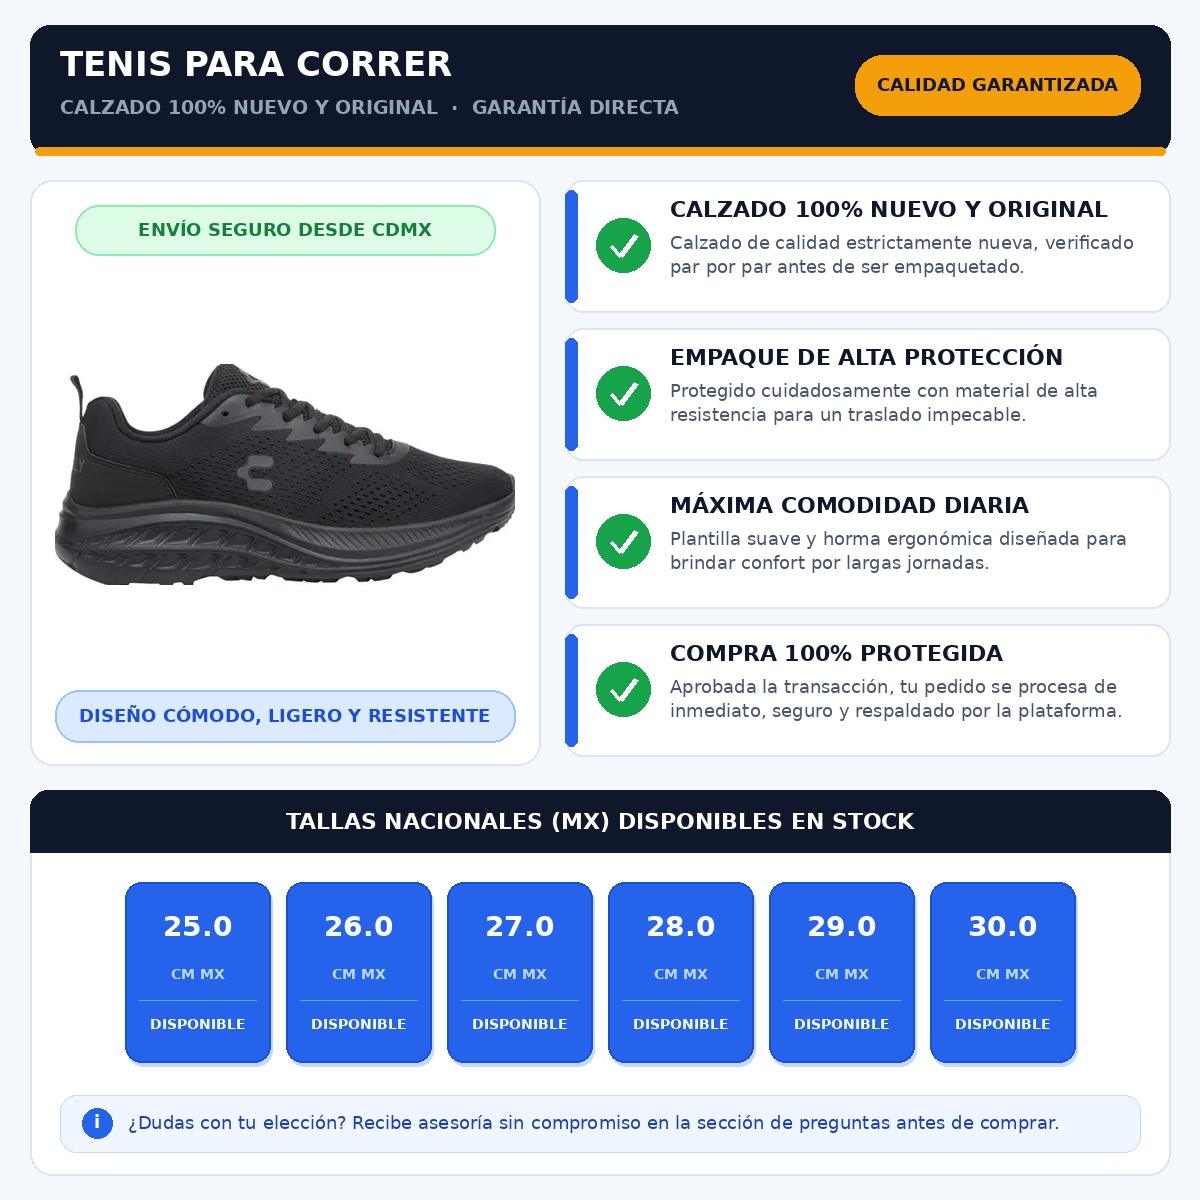 TENIS PARA CORRER
CALZADO 100% NUEVO Y ORIGINAL · GARANTÍA DIRECTA
CALIDAD GARANTIZADA
ENVÍO SEGURO DESDE CDMX
DISEÑO CÓMODO, LIGERO Y RESISTENTE
CALZADO 100% NUEVO Y ORIGINAL
Calzado de calidad estrictamente nueva, verificado
par por par antes de ser empaquetado.
EMPAQUE DE ALTA PROTECCIÓN
Protegido cuidadosamente con material de alta
resistencia para un traslado impecable.
MÁXIMA COMODIDAD DIARIA
Plantilla suave y horma ergonómica diseñada para
brindar confort por largas jornadas.
COMPRA 100% PROTEGIDA
Aprobada la transacción, tu pedido se procesa de
inmediato, seguro y respaldado por la plataforma.
TALLAS NACIONALES (MX) DISPONIBLES EN STOCK
25.0
CM MX
DISPONIBLE
26.0
CM MX
DISPONIBLE
27.0
CM MX
DISPONIBLE
28.0
CM MX
DISPONIBLE
29.0
CM MX
DISPONIBLE
30.0
CM MX
DISPONIBLE
i ¿Dudas con tu elección? Recibe asesoría sin compromiso en la sección de preguntas antes de comprar.